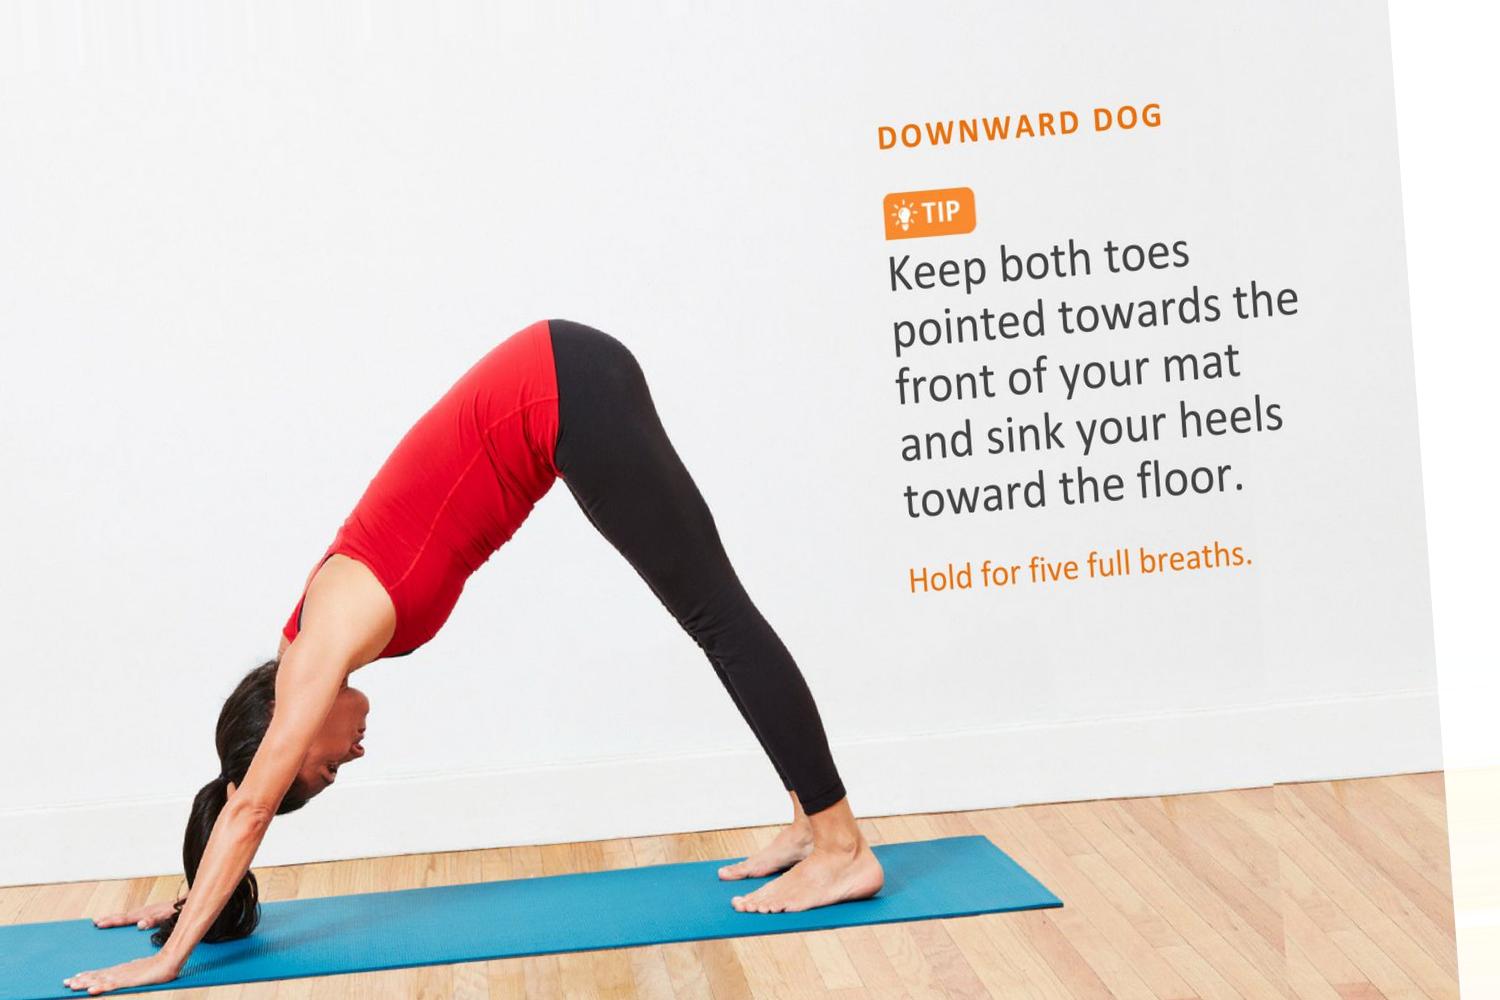 DOWNWARD DOG
TIP
Keep both toes
pointed towards the
front of your mat
and sink your heels
toward the floor.
Hold for five full breaths.